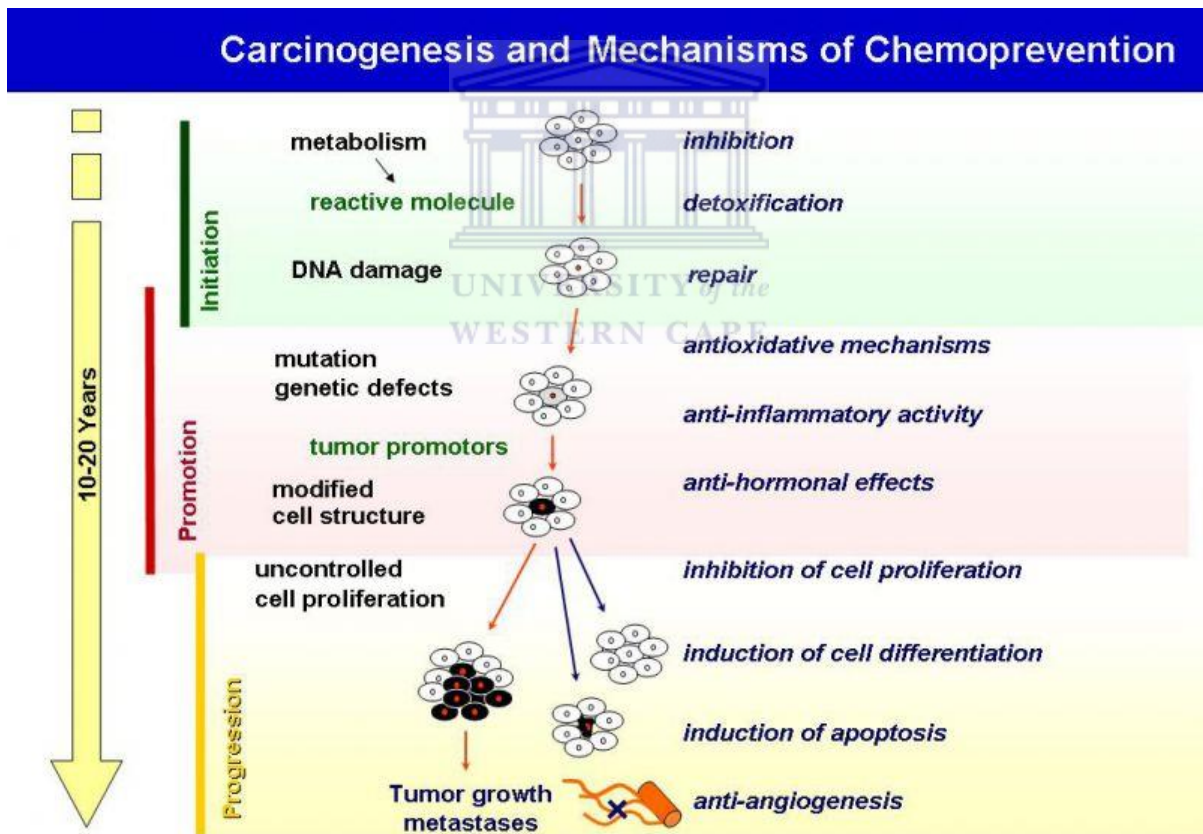 Carcinogenesis and Mechanisms of Chemoprevention
10-20 Years
Initiation
metabolism
inhibition
reactive molecule
detoxification
DNA damage
repair
UNIVERSITY of the
WESTERN CAPE
Promotion
mutation
genetic defects
antioxidative mechanisms
anti-inflammatory activity
tumor promotors
modified
cell structure
anti-hormonal effects
Progression
uncontrolled
cell proliferation
inhibition of cell proliferation
induction of cell differentiation
induction of apoptosis
Tumor growth
metastases
anti-angiogenesis